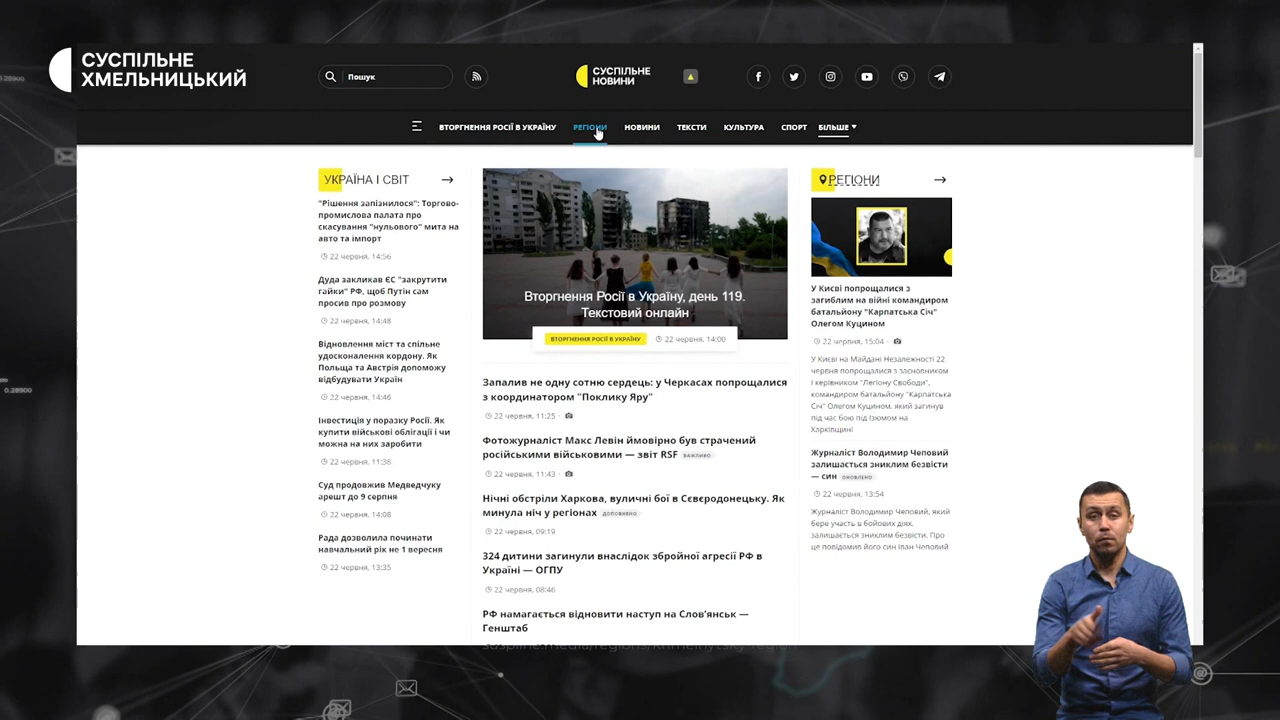 СУСПІЛЬНЕ
ХМЕЛЬНИЦЬКИЙ
Пошук
СУСПІЛЬНЕ
НОВИНИ
ВТОРГНЕННЯ РОСІЇ В УКРАЇНУ
РЕГІОНИ
НОВИНИ
ТЕКСТИ
КУЛЬТУРА
СПОРТ
БІЛЬШЕ
УКРАЇНА І СВІТ
"Рішення запізнилося": Торгово-
промислова палата про
скасування "нульового" мита на
авто та імпорт
22 червня, 14:56
Дуда закликав ЄС "закрутити
гайки" РФ, щоб Путін сам
просив про розмову
22 червня, 14:48
Відновлення міст та спільне
удосконалення кордону. Як
Польща та Австрія допоможу
відбудувати Україн
22 червня, 14:46
Інвестиція у поразку Росії. Як
купити військові облігації і чи
можна на них заробити
22 червня, 11:38
Суд продовжив Медведчуку
арешт до 9 серпня
22 червня, 14:08
Рада дозволила починати
навчальний рік не 1 вересня
22 червня, 13:35
Вторгнення Росії в Україну, день 119.
Текстовий онлайн
ВТОРГНЕННЯ РОСІЇ В УКРАЇНУ
22 червня, 14:00
Запалив не одну сотню сердець: у Черкасах попрощалися
з координатором "Поклику Яру"
22 червня, 11:25
Фотожурналіст Макс Левін ймовірно був страчений
російськими військовими — звіт RSF ВАЖЛИВО
22 червня, 11:43
Нічні обстріли Харкова, вуличні бої в Сєвєродонецьку. Як
минула ніч у регіонах ДОПОВНЕНО
22 червня, 09:19
324 дитини загинули внаслідок збройної агресії РФ в
Україні — ОГПУ
22 червня, 08:46
РФ намагається відновити наступ на Слов'янськ —
Генштаб
suspilne.media/regions/khmelnytskiy-region
РЕГІОНИ
У Києві попрощалися з
загиблим на війні командиром
батальйону "Карпатська Січ"
Олегом Куцином
22 червня, 15:04
У Києві на Майдані Незалежності 22
червня попрощалися з засновником
і керівником "Легіону Свободи",
командиром батальйону "Карпатська
Січ" Олегом Куцином, який загинув
під час бою під Ізюмом на
Харківщині
Журналіст Володимир Чеповий
залишається зниклим безвісти
— син ОНОВЛЕНО
22 червня, 13:54
Журналіст Володимир Чеповий, який
бере участь в бойових діях,
залишається зниклим безвісти. Про
це повідомив його син Іван Чеповий
0.28900